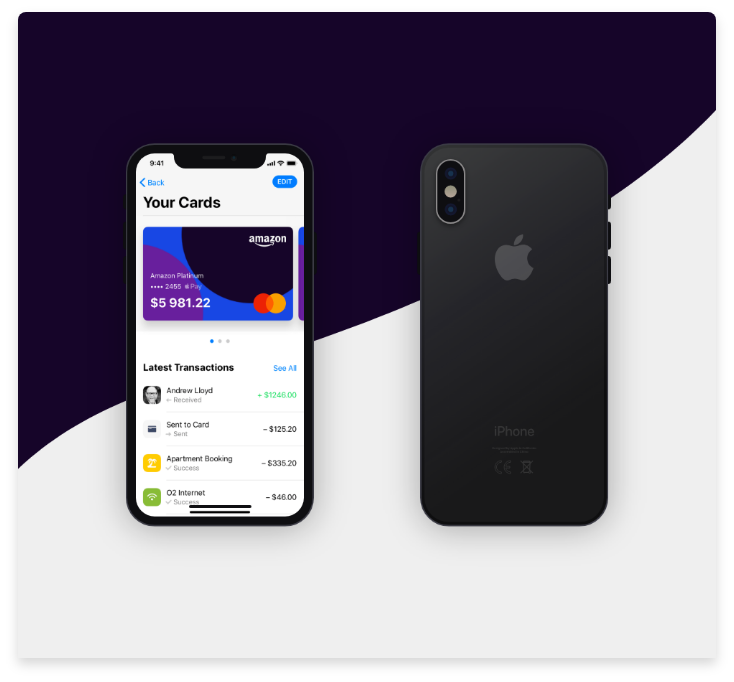 9:41
Back
EDIT
Your Cards
amazon
Amazon Platinum
•••• 2455 Pay
$5 981.22
Latest Transactions
See All
Andrew Lloyd
Received
+ $1246.00
Sent to Card
Sent
– $125.20
Apartment Booking
Success
– $335.20
O2 Internet
Success
– $46.00
iPhone
CE